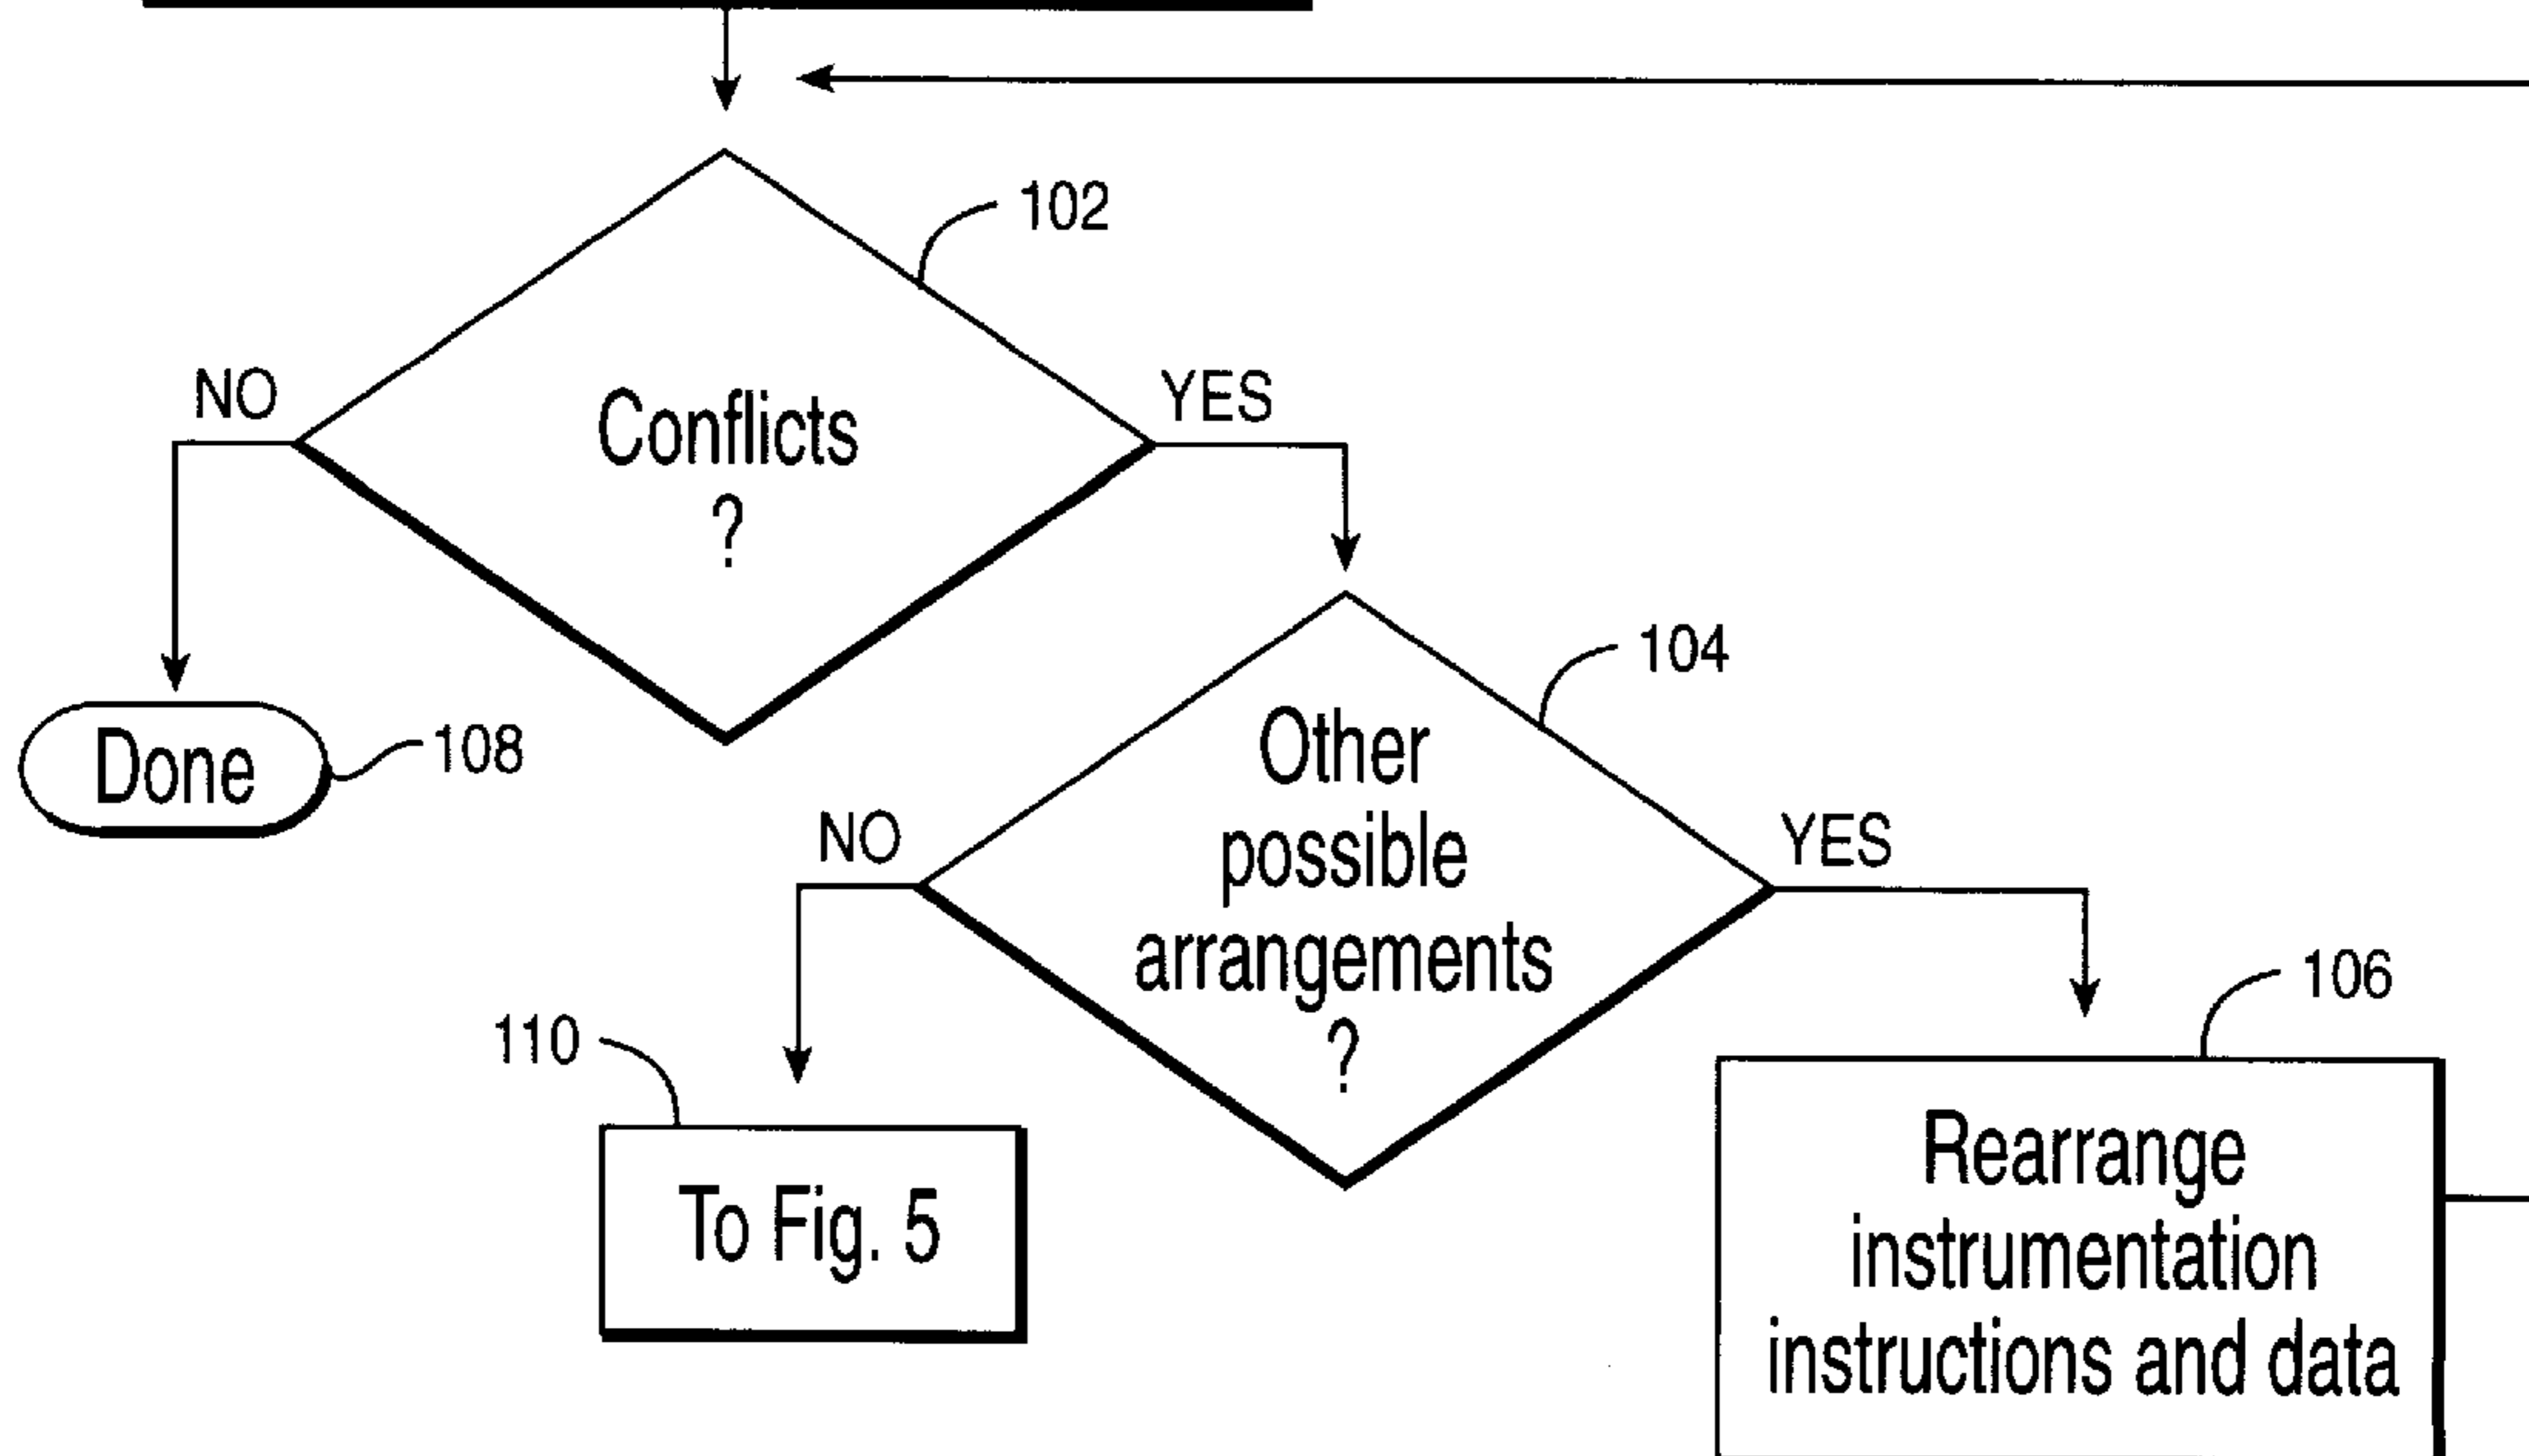 102
NO
YES
Conflicts
?
Done
108
104
Other
possible
arrangements
?
NO
YES
106
110
To Fig. 5
Rearrange
instrumentation
instructions and data